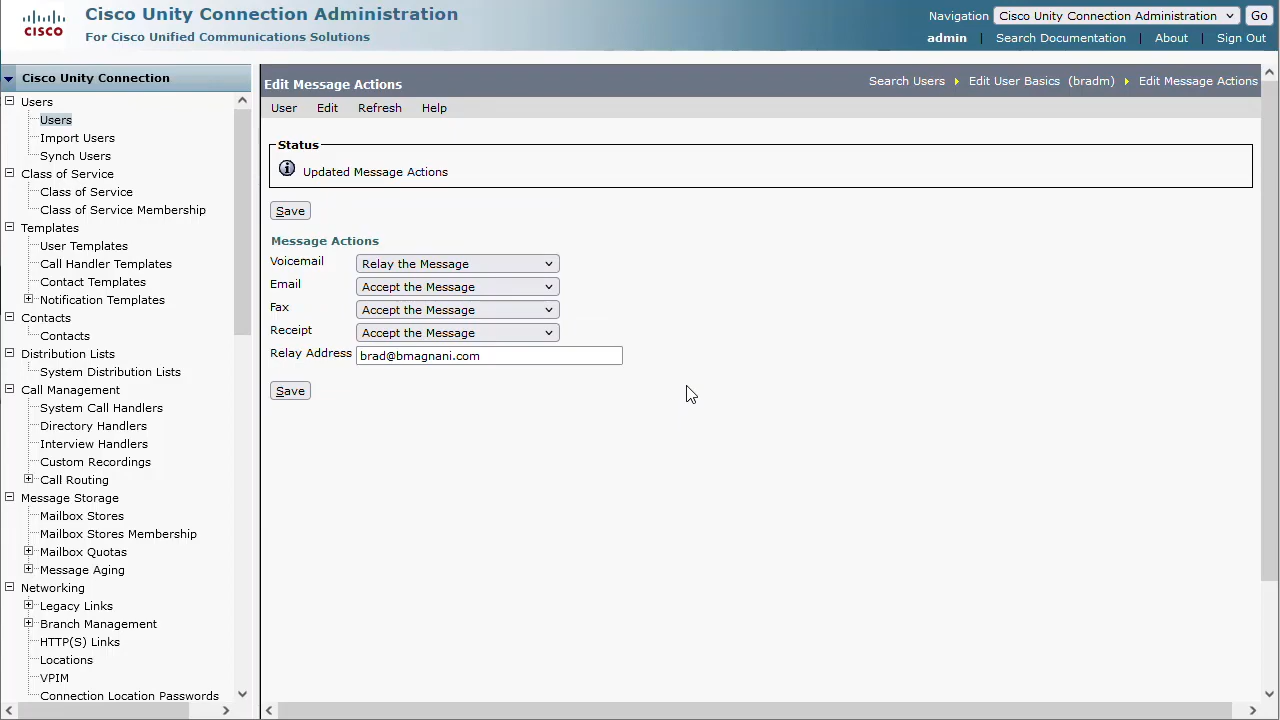 Cisco Unity Connection Administration
For Cisco Unified Communications Solutions
CISCO
Navigation Cisco Unity Connection Administration Go
admin | Search Documentation | About | Sign Out
Cisco Unity Connection
Users
Users
Import Users
Synch Users
Class of Service
Class of Service
Class of Service Membership
Templates
User Templates
Call Handler Templates
Contact Templates
Notification Templates
Contacts
Contacts
Distribution Lists
System Distribution Lists
Call Management
System Call Handlers
Directory Handlers
Interview Handlers
Custom Recordings
Call Routing
Message Storage
Mailbox Stores
Mailbox Stores Membership
Mailbox Quotas
Message Aging
Networking
Legacy Links
Branch Management
HTTP(S) Links
Locations
VPIM
Connection Location Passwords
Edit Message Actions
Search Users Edit User Basics (bradm) Edit Message Actions
User Edit Refresh Help
Status
Updated Message Actions
Save
Message Actions
Voicemail Relay the Message
Email Accept the Message
Fax Accept the Message
Receipt Accept the Message
Relay Address brad@bmagnani.com
Save